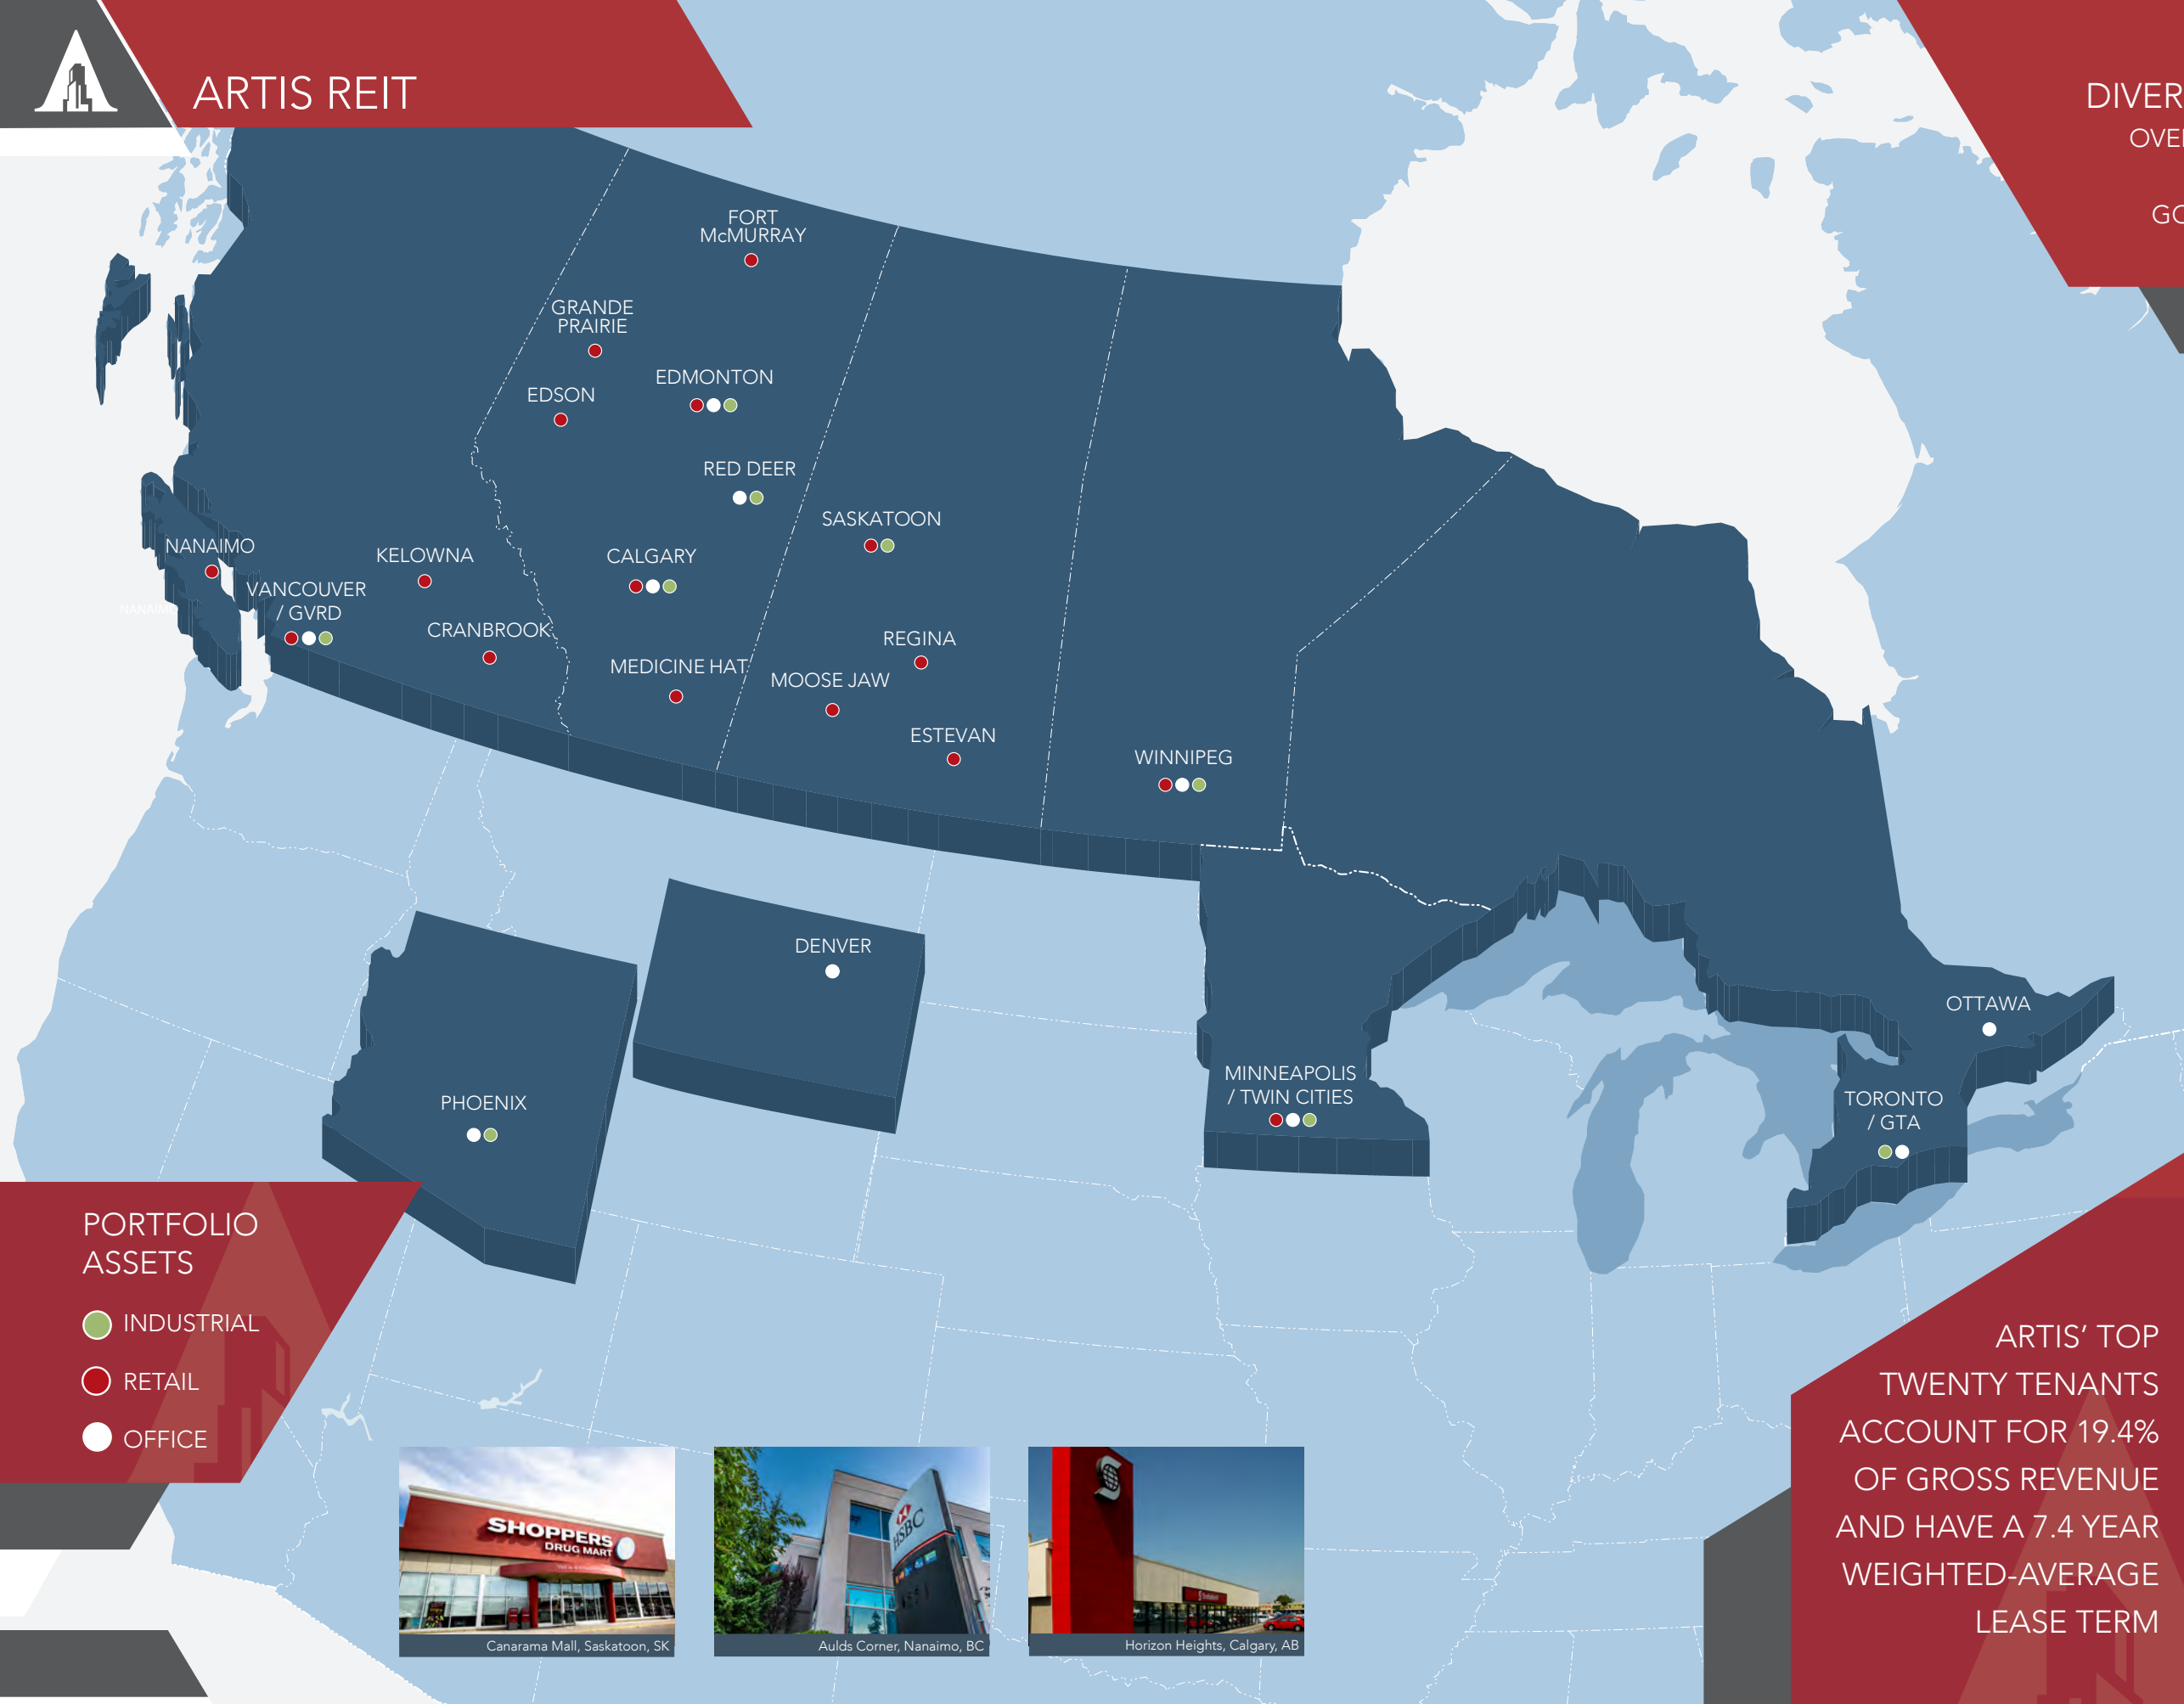 ARTIS REIT
DIVER
OVE
GO
FORT
McMURRAY
GRANDE
PRAIRIE
EDMONTON
EDSON
RED DEER
SASKATOON
NANAIMO
KELOWNA
CALGARY
VANCOUVER
/ GVRD
NANAIM
CRANBROOK
REGINA
MEDICINE HAT
MOOSE JAW
ESTEVAN
WINNIPEG
DENVER
OTTAWA
MINNEAPOLIS
/ TWIN CITIES
PHOENIX
TORONTO
/ GTA
PORTFOLIO
ASSETS
INDUSTRIAL
RETAIL
OFFICE
ARTIS’ TOP
TWENTY TENANTS
ACCOUNT FOR 19.4%
OF GROSS REVENUE
AND HAVE A 7.4 YEAR
WEIGHTED-AVERAGE
LEASE TERM
SHOPPERS
DRUG MART
HSBC
Canarama Mall, Saskatoon, SK
Aulds Corner, Nanaimo, BC
Horizon Heights, Calgary, AB